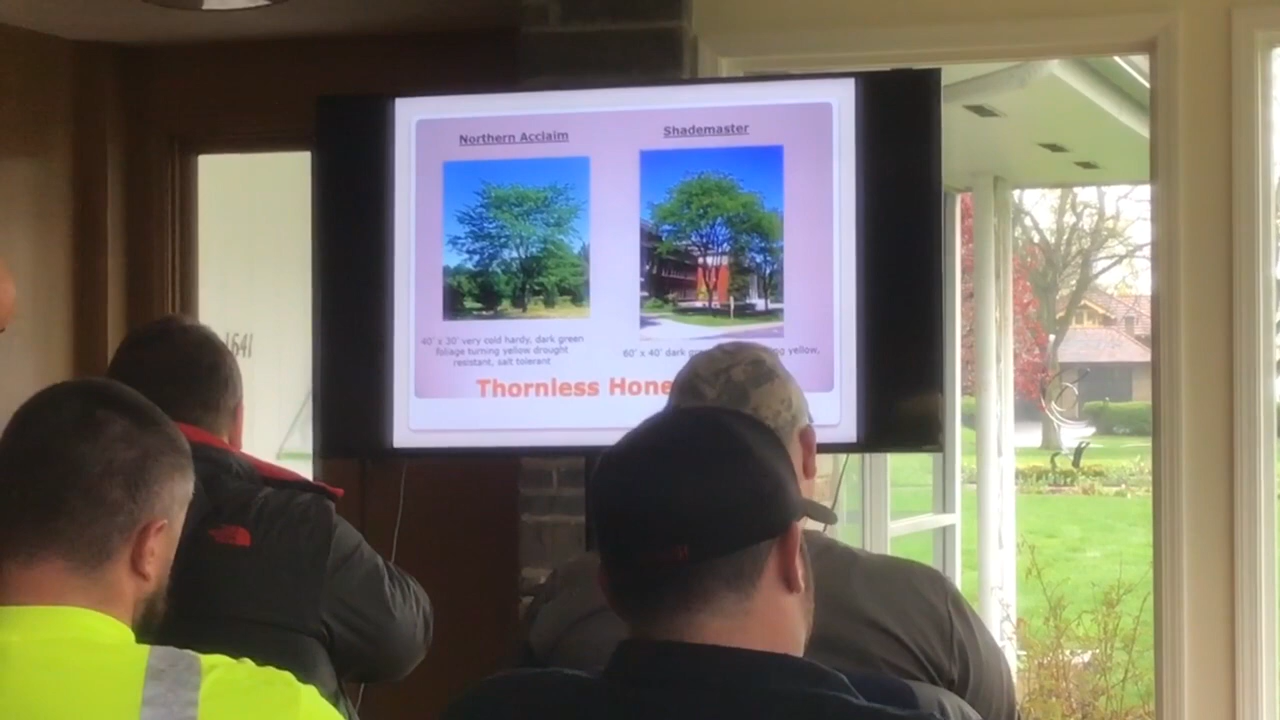 Northern Acclaim
Shademaster
40' x 30' very cold hardy, dark green
foliage turning yellow drought
resistant, salt tolerant
60' x 40' dark yellow,
Thornless
1641